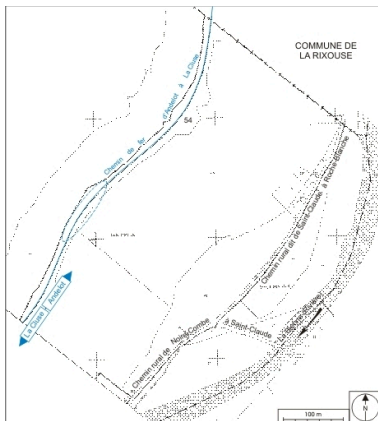 COMMUNE DE
LA RIXOUSE
Chemin de fer d'Andelot à La Cluse
54
La Cluse Andelot
Chemin rural dit de Saint-Claude à Roche Blanche
Chemin rural de Noire-Combe à Saint-Claude
100 m.
N